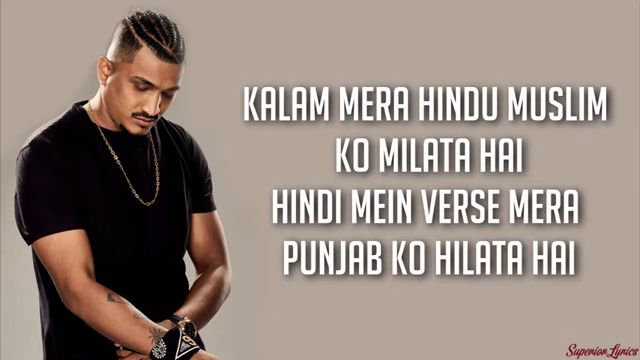 KALAM MERA HINDU MUSLIM
KO MILATA HAI
HINDI MEIN VERSE MERA
PUNJAB KO HILATA HAI
Superior Lyrics